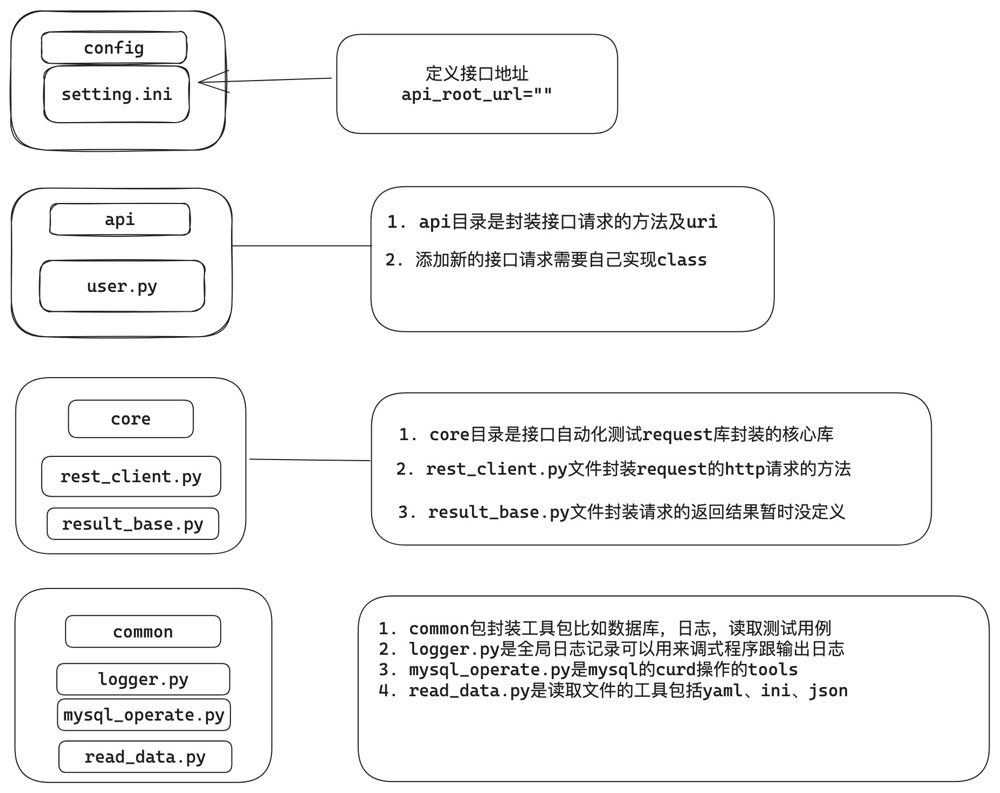 config
setting.ini
定义接口地址
api_root_url=""
api
user.py
1. api目录是封装接口请求的方法及uri
2. 添加新的接口请求需要自己实现class
core
rest_client.py
result_base.py
1. core目录是接口自动化测试request库封装的核心库
2. rest_client.py文件封装request的http请求的方法
3. result_base.py文件封装请求的返回结果暂时没定义
common
logger.py
mysql_operate.py
read_data.py
1. common包封装工具包比如数据库，日志，读取测试用例
2. logger.py是全局日志记录可以用来调式程序跟输出日志
3. mysql_operate.py是mysql的curd操作的tools
4. read_data.py是读取文件的工具包括yaml、ini、json